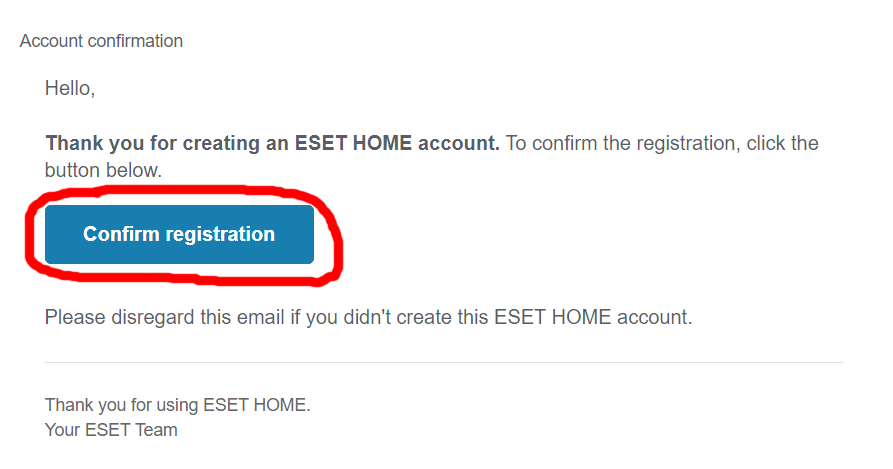 Account confirmation
Hello,
Thank you for creating an ESET HOME account. To confirm the registration, click the
button below.
Confirm registration
Please disregard this email if you didn't create this ESET HOME account.
Thank you for using ESET HOME.
Your ESET Team